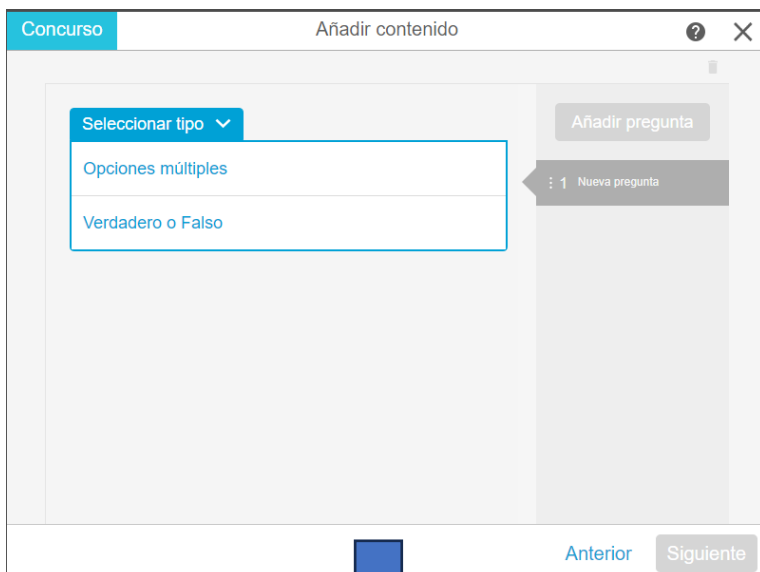 Concurso
Añadir contenido
?
Seleccionar tipo
Opciones múltiples
Verdadero o Falso
Añadir pregunta
1 Nueva pregunta
Anterior
Siguiente